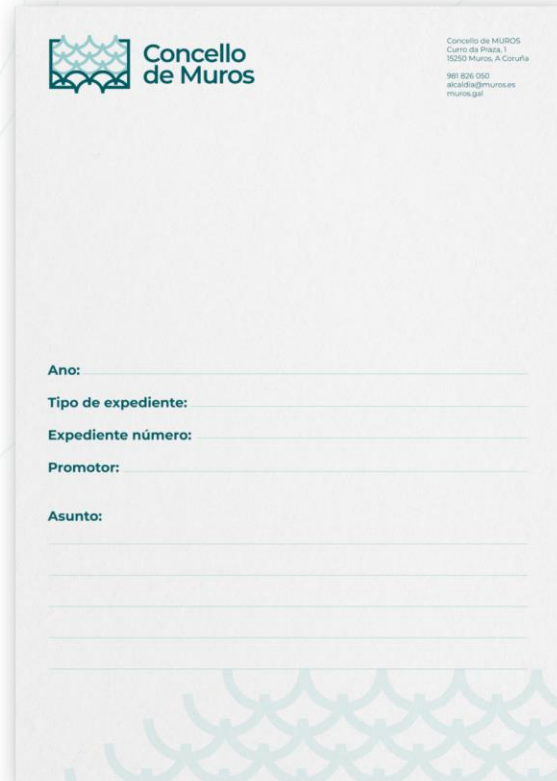 Concello
de Muros
Concello de MUROS
Curro da Praza, 1
15250 Muros, A Coruña
981 826 050
alcaldia@muros.es
muros.gal
Ano:
Tipo de expediente:
Expediente número:
Promotor:
Asunto: